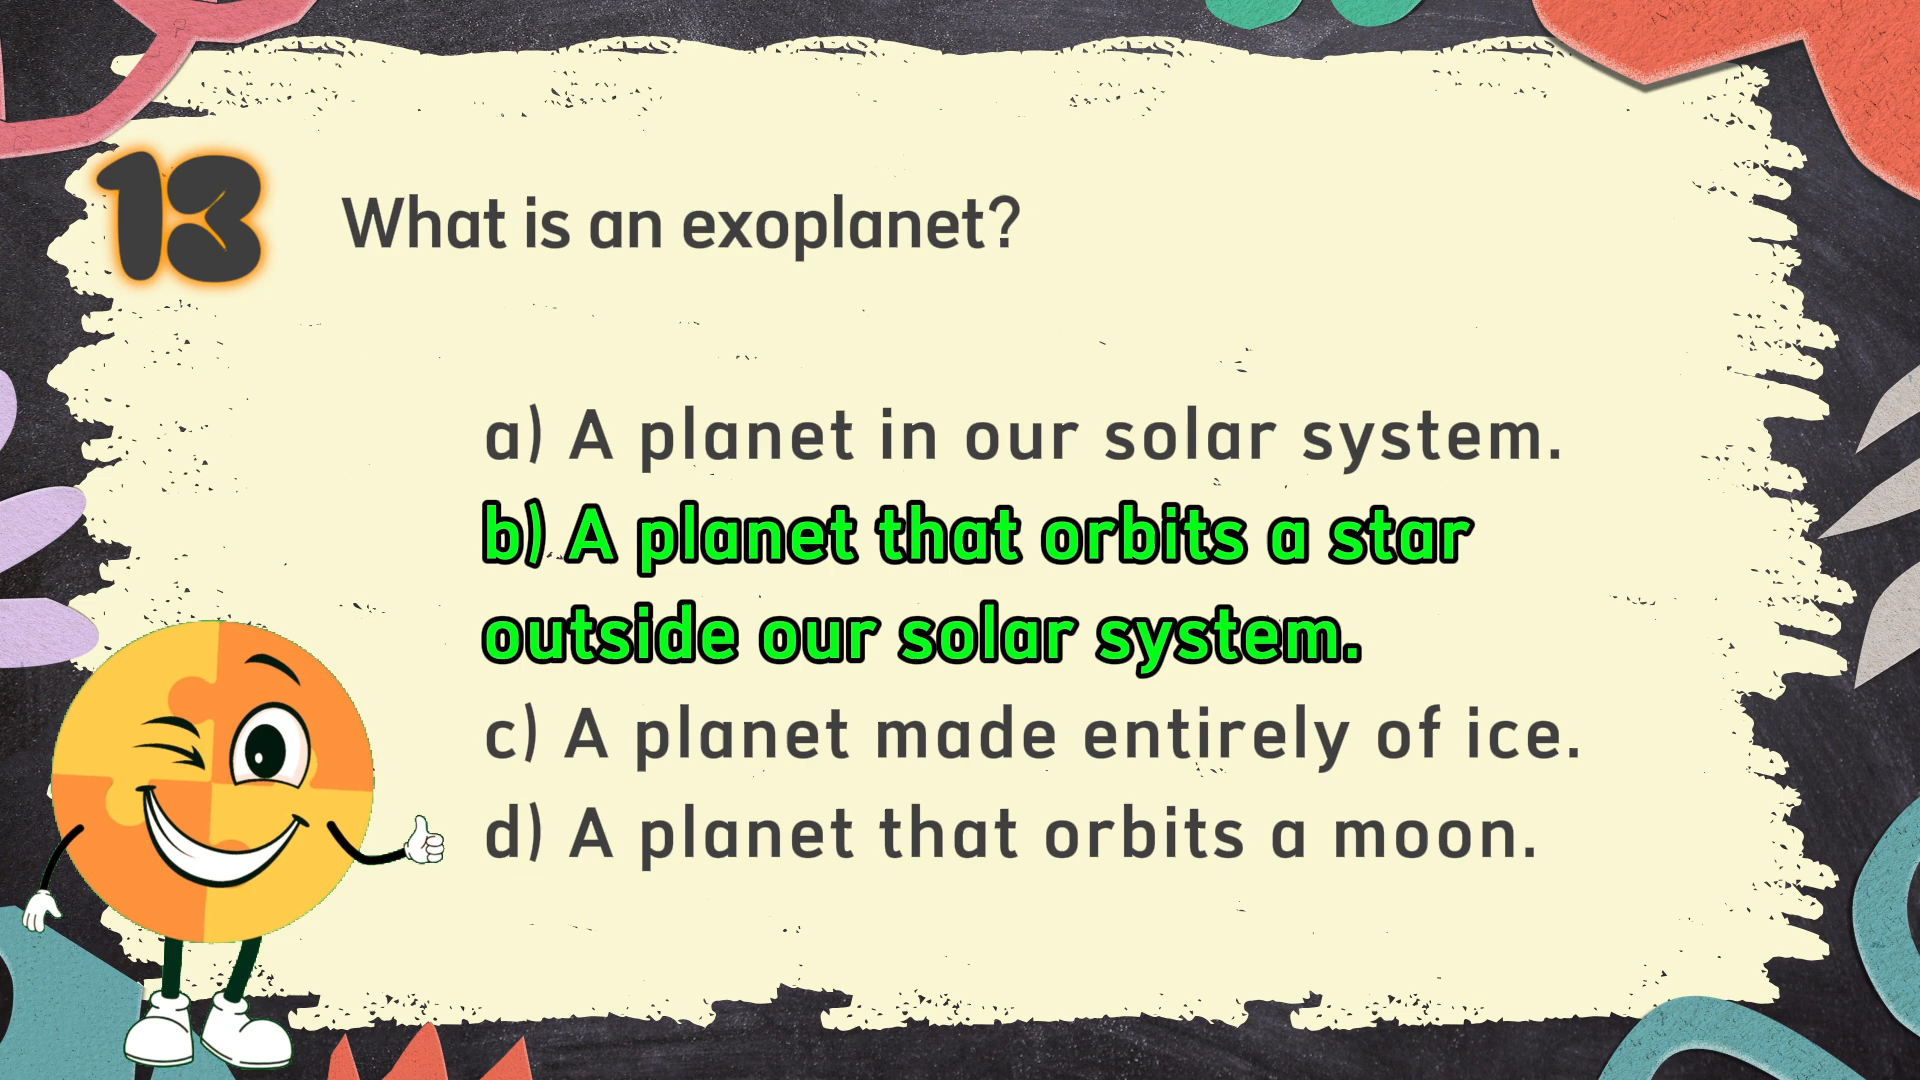 13
What is an exoplanet?
a) A planet in our solar system.
b) A planet that orbits a star
outside our solar system.
c) A planet made entirely of ice.
d) A planet that orbits a moon.